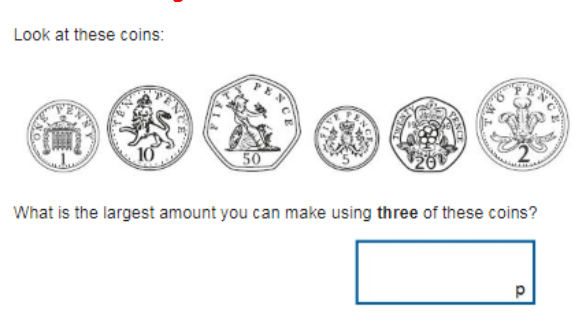 Look at these coins:
ONE PENNY 1
TEN PENCE 10
FIFTY PENCE 50
FIVE PENCE 5
TWENTY PENCE 20
TWO PENCE 2
What is the largest amount you can make using three of these coins?
p